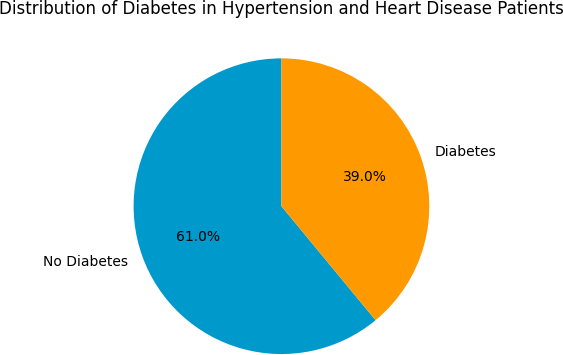 Distribution of Diabetes in Hypertension and Heart Disease Patients
Diabetes
39.0%
61.0%
No Diabetes